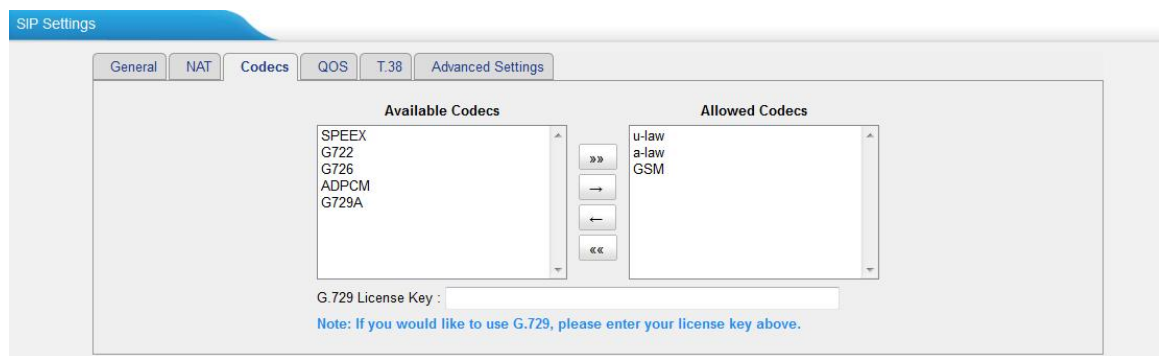 SIP Settings
General NAT Codecs QOS T.38 Advanced Settings
Available Codecs
SPEEX
G722
G726
ADPCM
G729A
»»
→
←
««
Allowed Codecs
u-law
a-law
GSM
G.729 License Key :
Note: If you would like to use G.729, please enter your license key above.